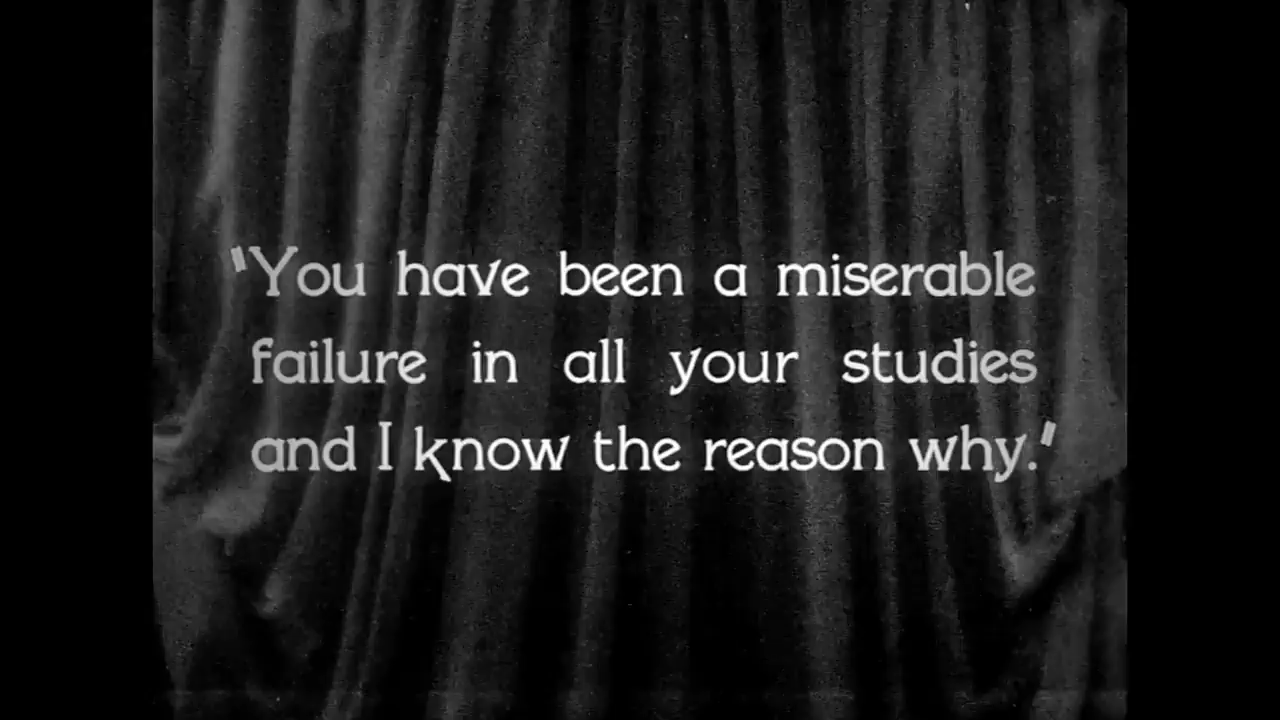 "You have been a miserable
failure in all your studies
and I know the reason why."